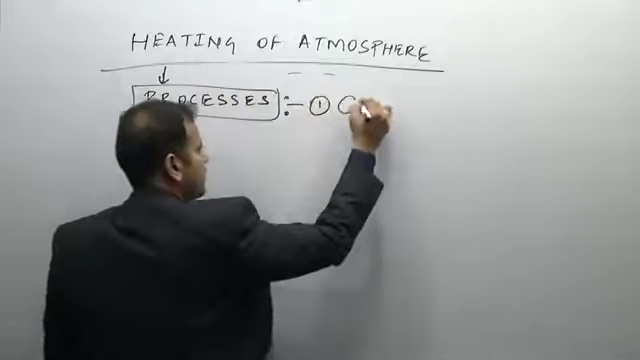 HEATING OF ATMOSPHERE
PROCESSES :- ① C